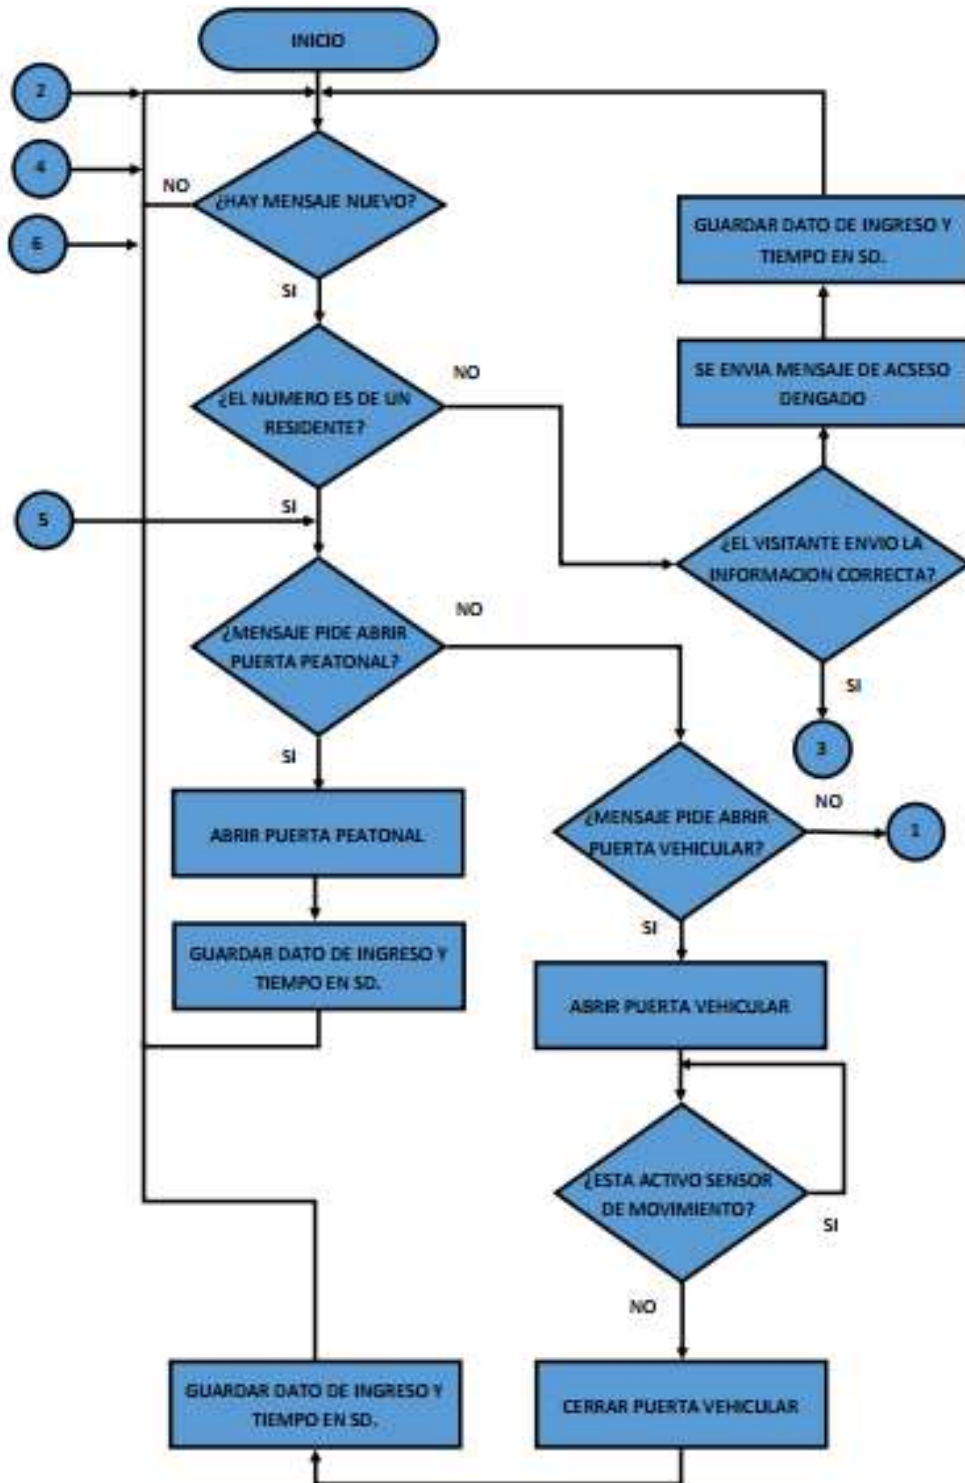 INICIO
2
4
NO
¿HAY MENSAJE NUEVO?
6
GUARDAR DATO DE INGRESO Y
TIEMPO EN SD.
SI
SE ENVIA MENSAJE DE ACSESO
DENGADO
NO
¿EL NUMERO ES DE UN
RESIDENTE?
SI
5
¿EL VISITANTE ENVIO LA
INFORMACION CORRECTA?
NO
¿MENSAJE PIDE ABRIR
PUERTA PEATONAL?
SI
3
SI
ABRIR PUERTA PEATONAL
NO
¿MENSAJE PIDE ABRIR
PUERTA VEHICULAR?
1
SI
GUARDAR DATO DE INGRESO Y
TIEMPO EN SD.
ABRIR PUERTA VEHICULAR
¿ESTA ACTIVO SENSOR
DE MOVIMIENTO?
SI
NO
GUARDAR DATO DE INGRESO Y
TIEMPO EN SD.
CERRAR PUERTA VEHICULAR